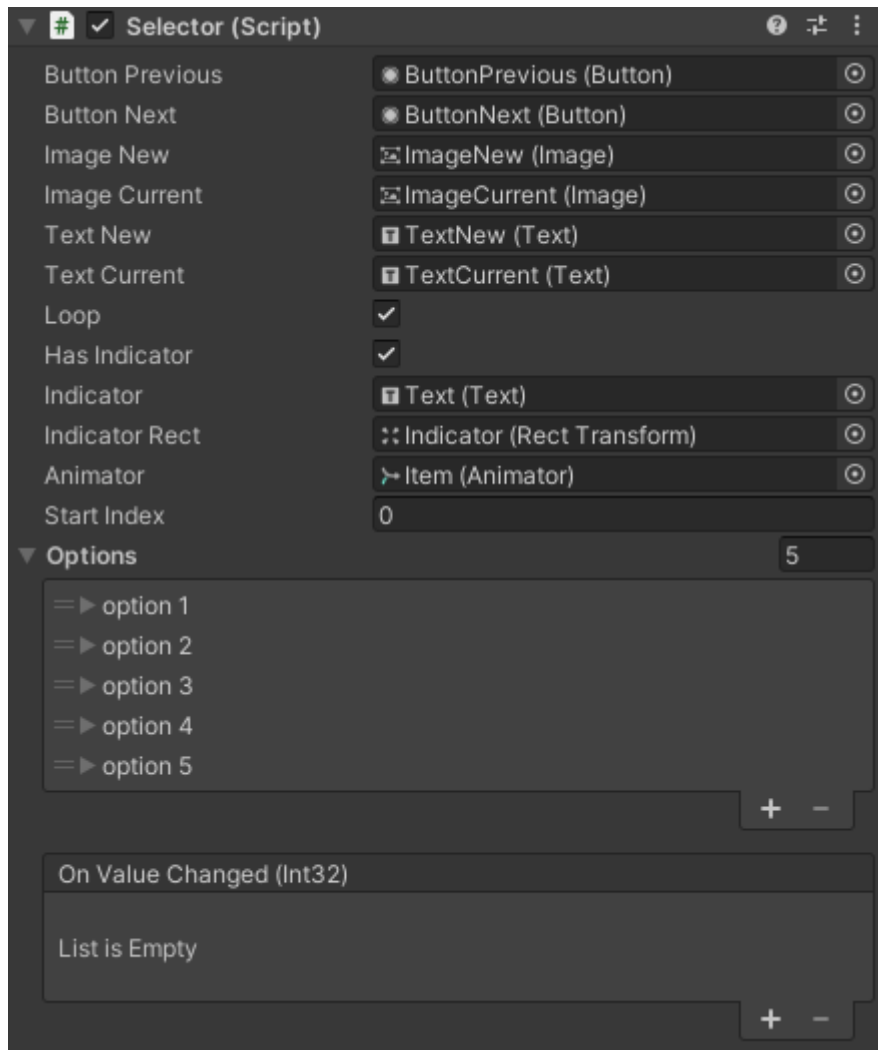 Selector (Script)
Button Previous ButtonPrevious (Button)
Button Next ButtonNext (Button)
Image New ImageNew (Image)
Image Current ImageCurrent (Image)
Text New TextNew (Text)
Text Current TextCurrent (Text)
Loop
Has Indicator
Indicator Text (Text)
Indicator Rect Indicator (Rect Transform)
Animator Item (Animator)
Start Index 0
Options 5
option 1
option 2
option 3
option 4
option 5
On Value Changed (Int32)
List is Empty